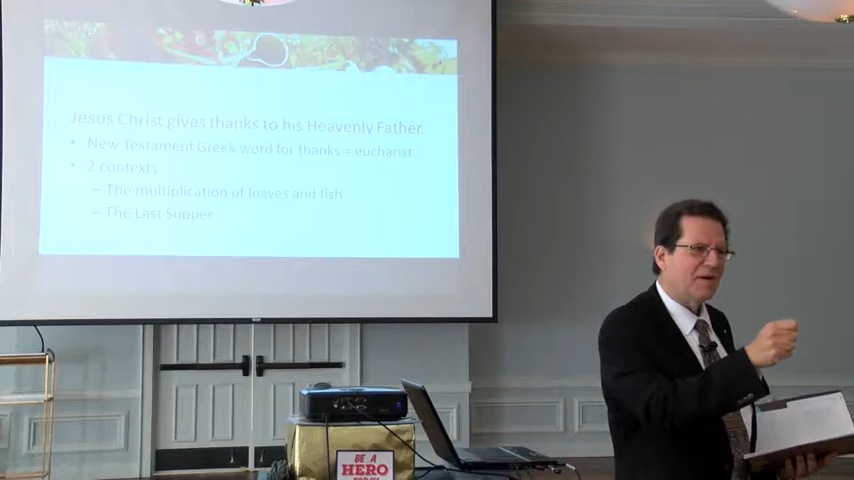 Jesus Christ gives thanks to his Heavenly Father.
• New Testament Greek word for thanks = eucharist
• 2 contexts
– The multiplication of loaves and fish
– The Last Supper
BE A
HERO